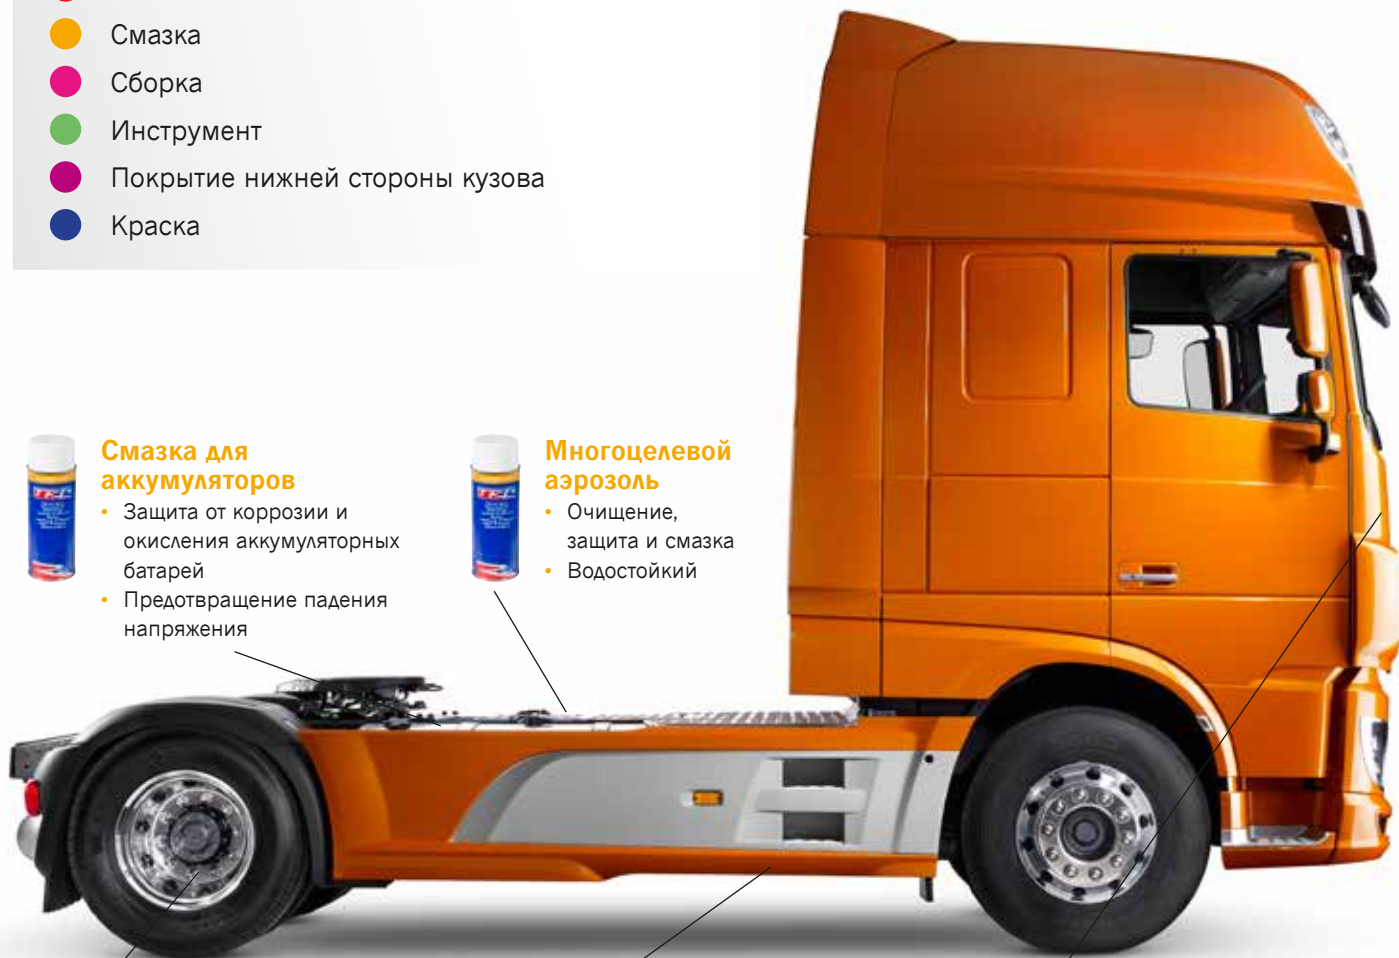 Смазка
Сборка
Инструмент
Покрытие нижней стороны кузова
Краска
Смазка для
аккумуляторов
• Защита от коррозии и
окисления аккумуляторных
батарей
• Предотвращение падения
напряжения
Многоцелевой
аэрозоль
• Очищение,
защита и смазка
• Водостойкий